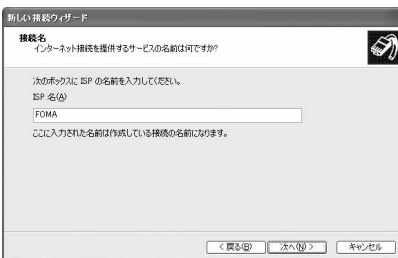 新しい接続ウィザード
接続名
インターネット接続を提供するサービスの名前は何ですか?
次のボックスに ISP の名前を入力してください。
ISP 名(A)
FOMA
ここに入力された名前は作成している接続の名前になります。
< 戻る(B) 次へ(N) > キャンセル